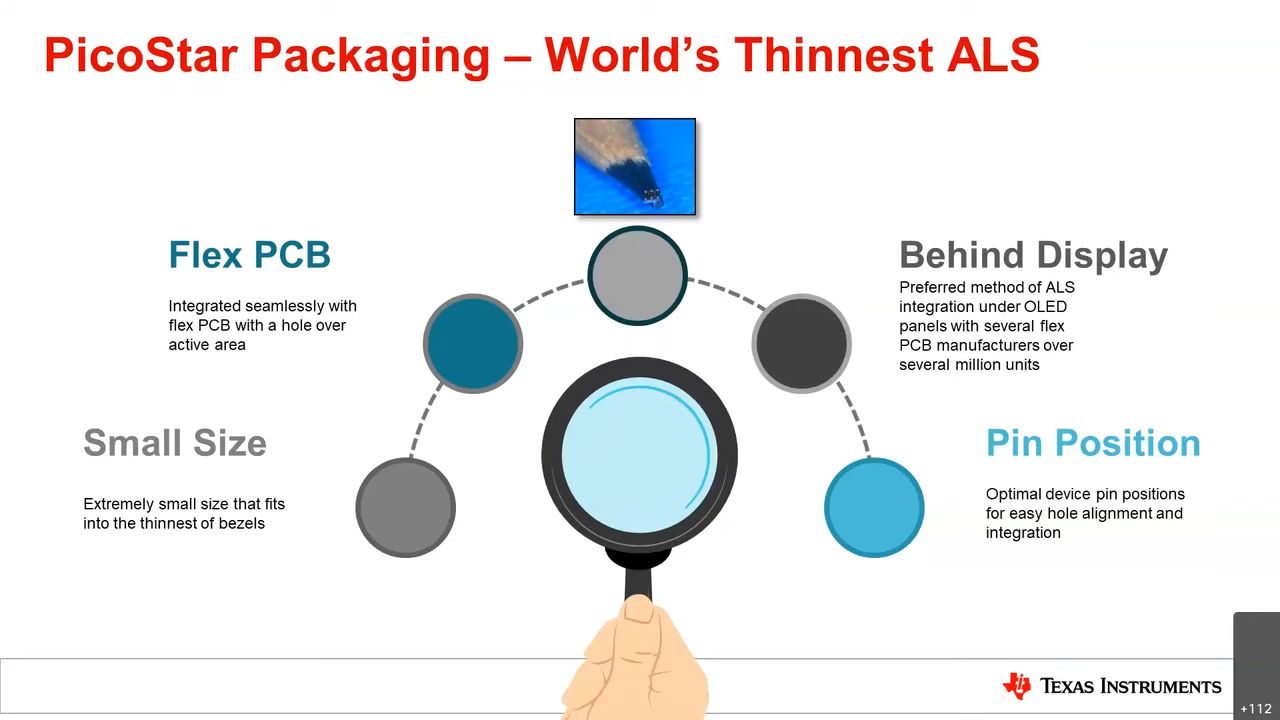 PicoStar Packaging – World’s Thinnest ALS
Flex PCB
Integrated seamlessly with
flex PCB with a hole over
active area
Behind Display
Preferred method of ALS
integration under OLED
panels with several flex
PCB manufacturers over
several million units
Small Size
Extremely small size that fits
into the thinnest of bezels
Pin Position
Optimal device pin positions
for easy hole alignment and
integration
TEXAS INSTRUMENTS
+112